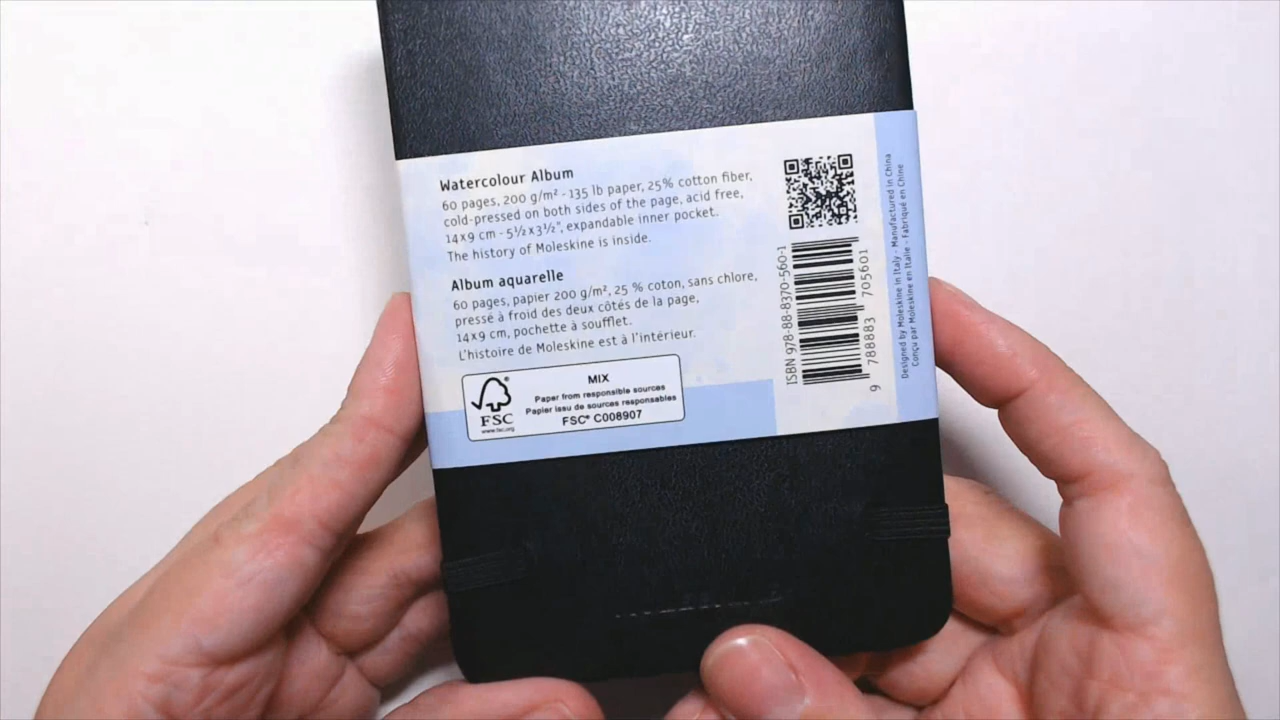 Watercolour Album
60 pages, 200 g/m² - 135 lb paper, 25% cotton fiber,
cold-pressed on both sides of the page, acid free,
14x9 cm - 5½x3½", expandable inner pocket.
The history of Moleskine is inside.
Album aquarelle
60 pages, papier 200 g/m², 25 % coton, sans chlore,
pressé à froid des deux côtés de la page,
14x9 cm, pochette à soufflet.
L'histoire de Moleskine est à l'intérieur.
FSC®
www.fsc.org
MIX
Paper from responsible sources
Papier issu de sources responsables
FSC® C008907
ISBN 978-88-8370-560-1
9 788883 705601
Designed by Moleskine in Italy - Manufactured in China
Conçu par Moleskine en Italie - Fabriqué en Chine